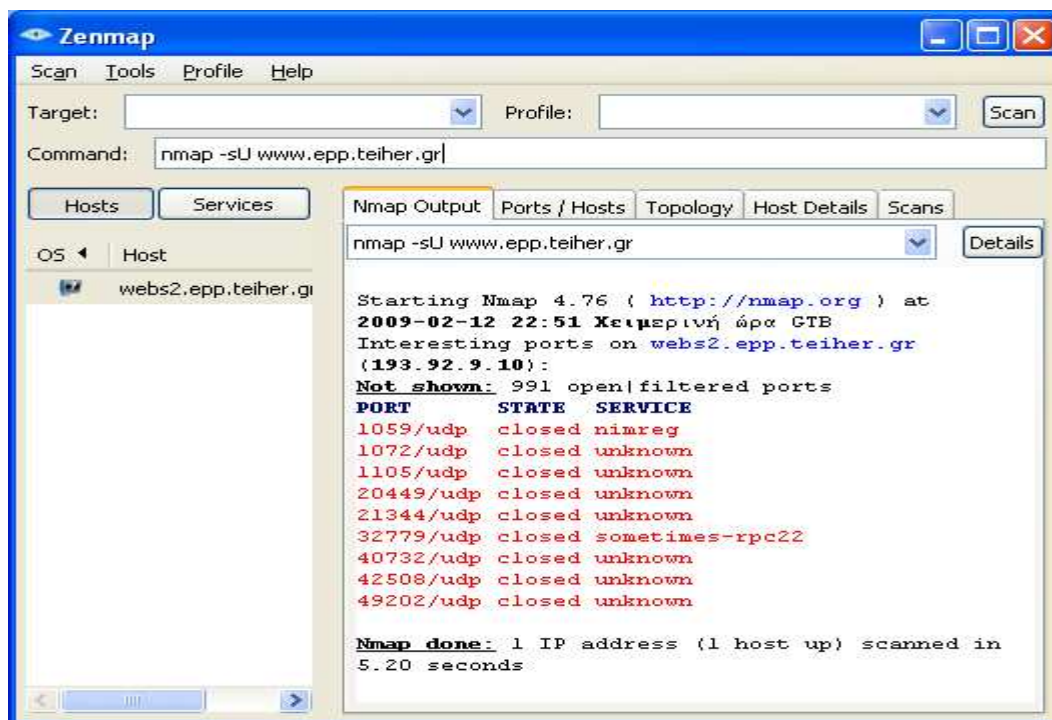 Zenmap
Scan Tools Profile Help
Target: Profile: Scan
Command: nmap -sU www.epp.teiher.gr
Hosts Services
Nmap Output Ports / Hosts Topology Host Details Scans
nmap -sU www.epp.teiher.gr Details
OS Host
webs2.epp.teiher.gr
Starting Nmap 4.76 ( http://nmap.org ) at
2009-02-12 22:51 Χειμερινή ώρα GTB
Interesting ports on webs2.epp.teiher.gr
(193.92.9.10):
Not shown: 991 open|filtered ports
PORT STATE SERVICE
1059/udp closed nimreg
1072/udp closed unknown
1105/udp closed unknown
20449/udp closed unknown
21344/udp closed unknown
32779/udp closed sometimes-rpc22
40732/udp closed unknown
42508/udp closed unknown
49202/udp closed unknown
Nmap done: 1 IP address (1 host up) scanned in
5.20 seconds